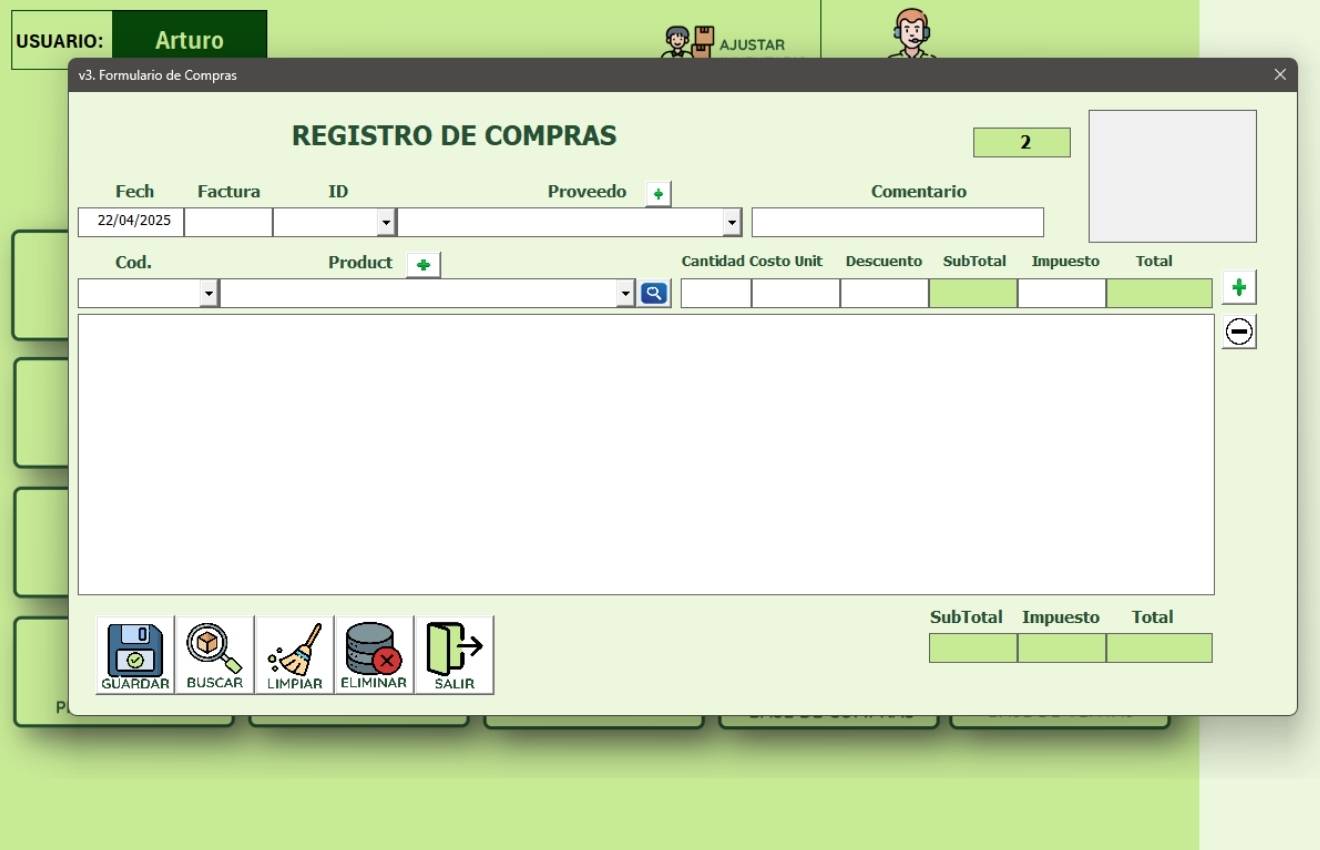 USUARIO: Arturo
AJUSTAR
v3. Formulario de Compras
REGISTRO DE COMPRAS
2
Fech Factura ID Proveedo Comentario
22/04/2025
Cod. Product Cantidad Costo Unit Descuento SubTotal Impuesto Total
SubTotal Impuesto Total
GUARDAR BUSCAR LIMPIAR ELIMINAR SALIR